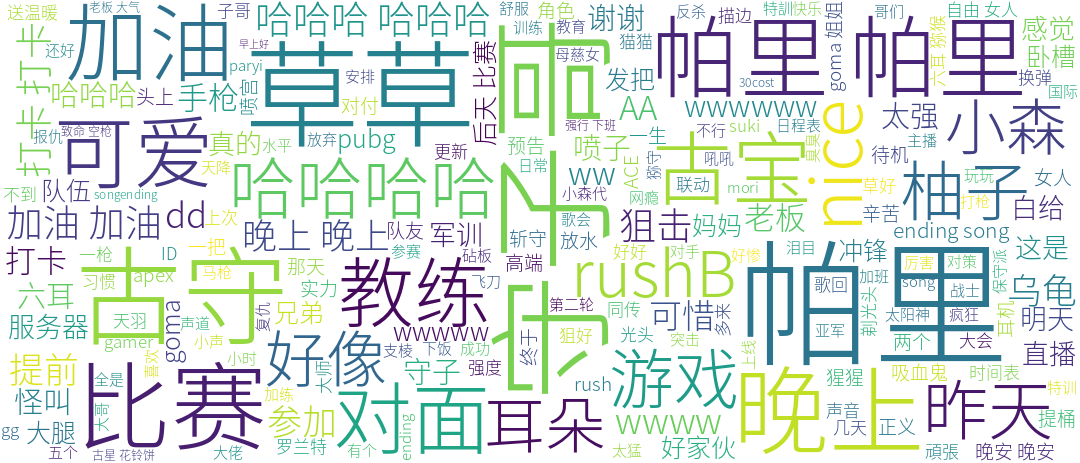 老板 大气
子哥
哈哈哈 哈哈哈
舒服
角色
谢谢
反杀
特訓快乐
哥们
自由 女人
送温暖
加油
草草
训练
教育
描边
帕里 帕里
感觉
还好
早上好
母慈女
猫猫
goma 姐姐
六耳 猕猴
卧槽
打卡 打卡
paryi
安排
后天 比赛
发把
30cost
换弹
哈哈哈
头上
手枪
喷宫
对付
AA
wwwwww
太强
国际
小森
报仇
致命 空枪
可爱
真的
水平
放弃
pubg
预告
强行 下班
喷子
一生
不行
suki
日程表
主播
更新
ACE
猕守
吼吼
臭臭
待机
nice
天降
哈哈 哈哈
日常
ww
吉宝
草好
柚子
不到
队伍
songending
小森代
网瘾
联动
mori
玩玩
女人
加油 加油
dd
上次
晚上 晚上
队友
军训
歌会
狙击
妈妈
老板
辛苦
打枪
白给
参赛
斩守
放水
ending song
打卡
一枪
ID
一把
砧板
高端
好好
对手
好惨
泪目
冲锋
厉害
对策
这是
古守
六耳
习惯
apex
马枪
那天
实力
教练
飞刀
rushB
帕里
加班
歌回
song
战士
保守派
乌龟
天羽
声道
复仇
第二轮
同传
可惜
多来
剃光头
太阳神
疯狂
耳机
服务器
gamer
小声
goma
兄弟
wwwww
终于
狙好
光头
亚军
两个
大会
明天
提前
喜欢
小时
好像
支棱
下饭
成功
突击
上线
直播
全是
大师
守子
强度
rush
游戏
猩猩
吸血鬼
时间表
特训
怪叫
比赛
加练
参加
对面
耳朵
wwww
晚上
声音
昨天
提桶
gg
大腿
大哥
罗兰特
ending
几天
正义
五个
古星 花铃饼
大佬
有个
太猛
好家伙
頑張
晚安 晚安